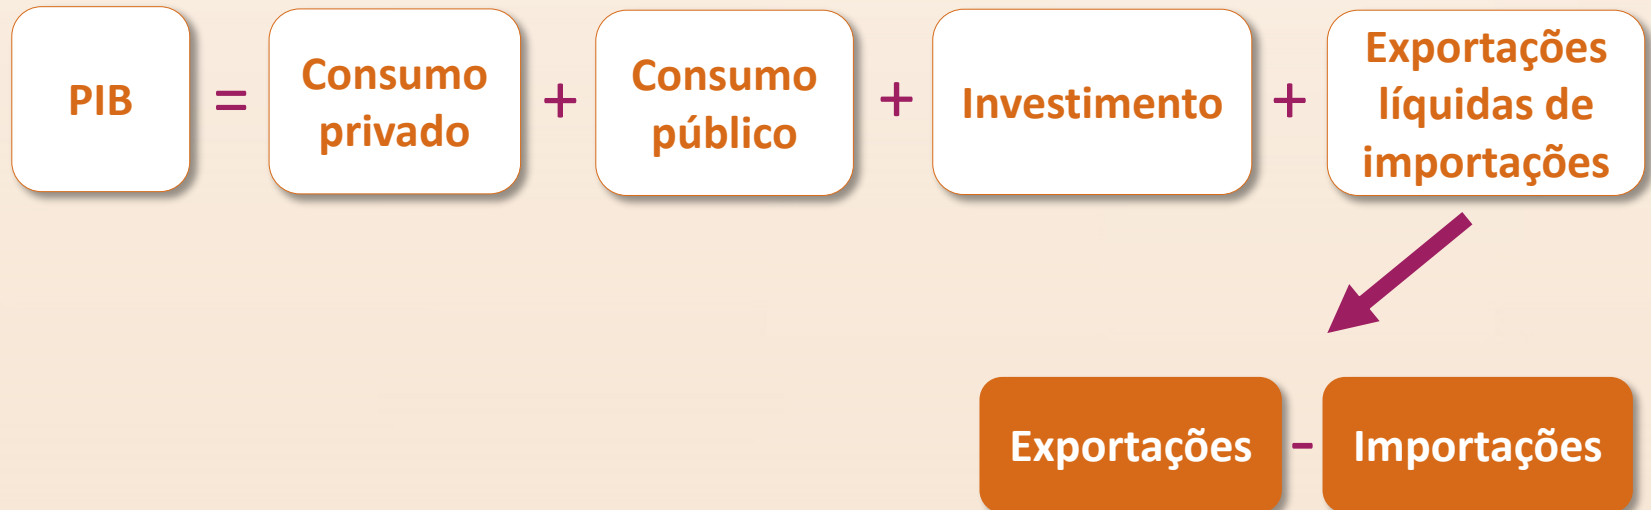 PIB = Consumo privado + Consumo público + Investimento + Exportações líquidas de importações
Exportações - Importações